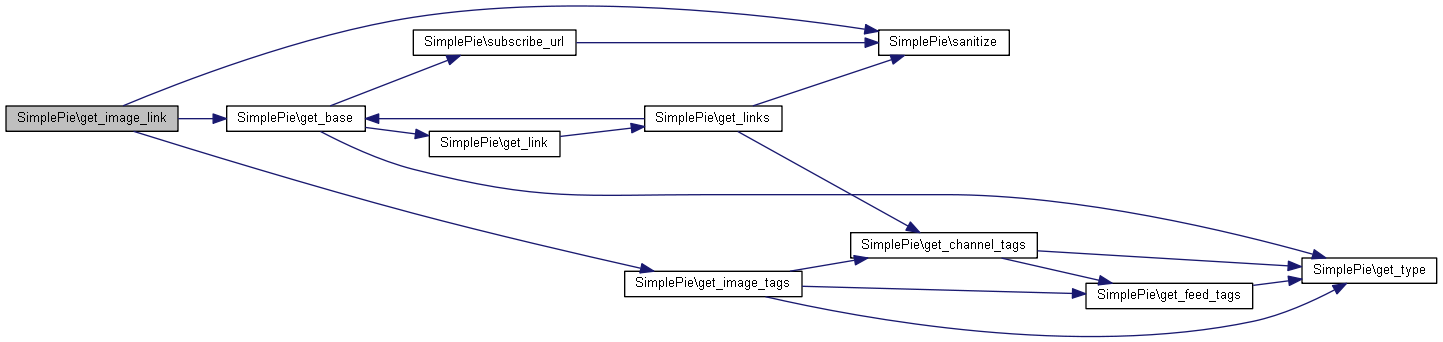 SimplePie\subscribe_url
SimplePie\sanitize
SimplePie\get_image_link
SimplePie\get_base
SimplePie\get_links
SimplePie\get_link
SimplePie\get_channel_tags
SimplePie\get_type
SimplePie\get_image_tags
SimplePie\get_feed_tags